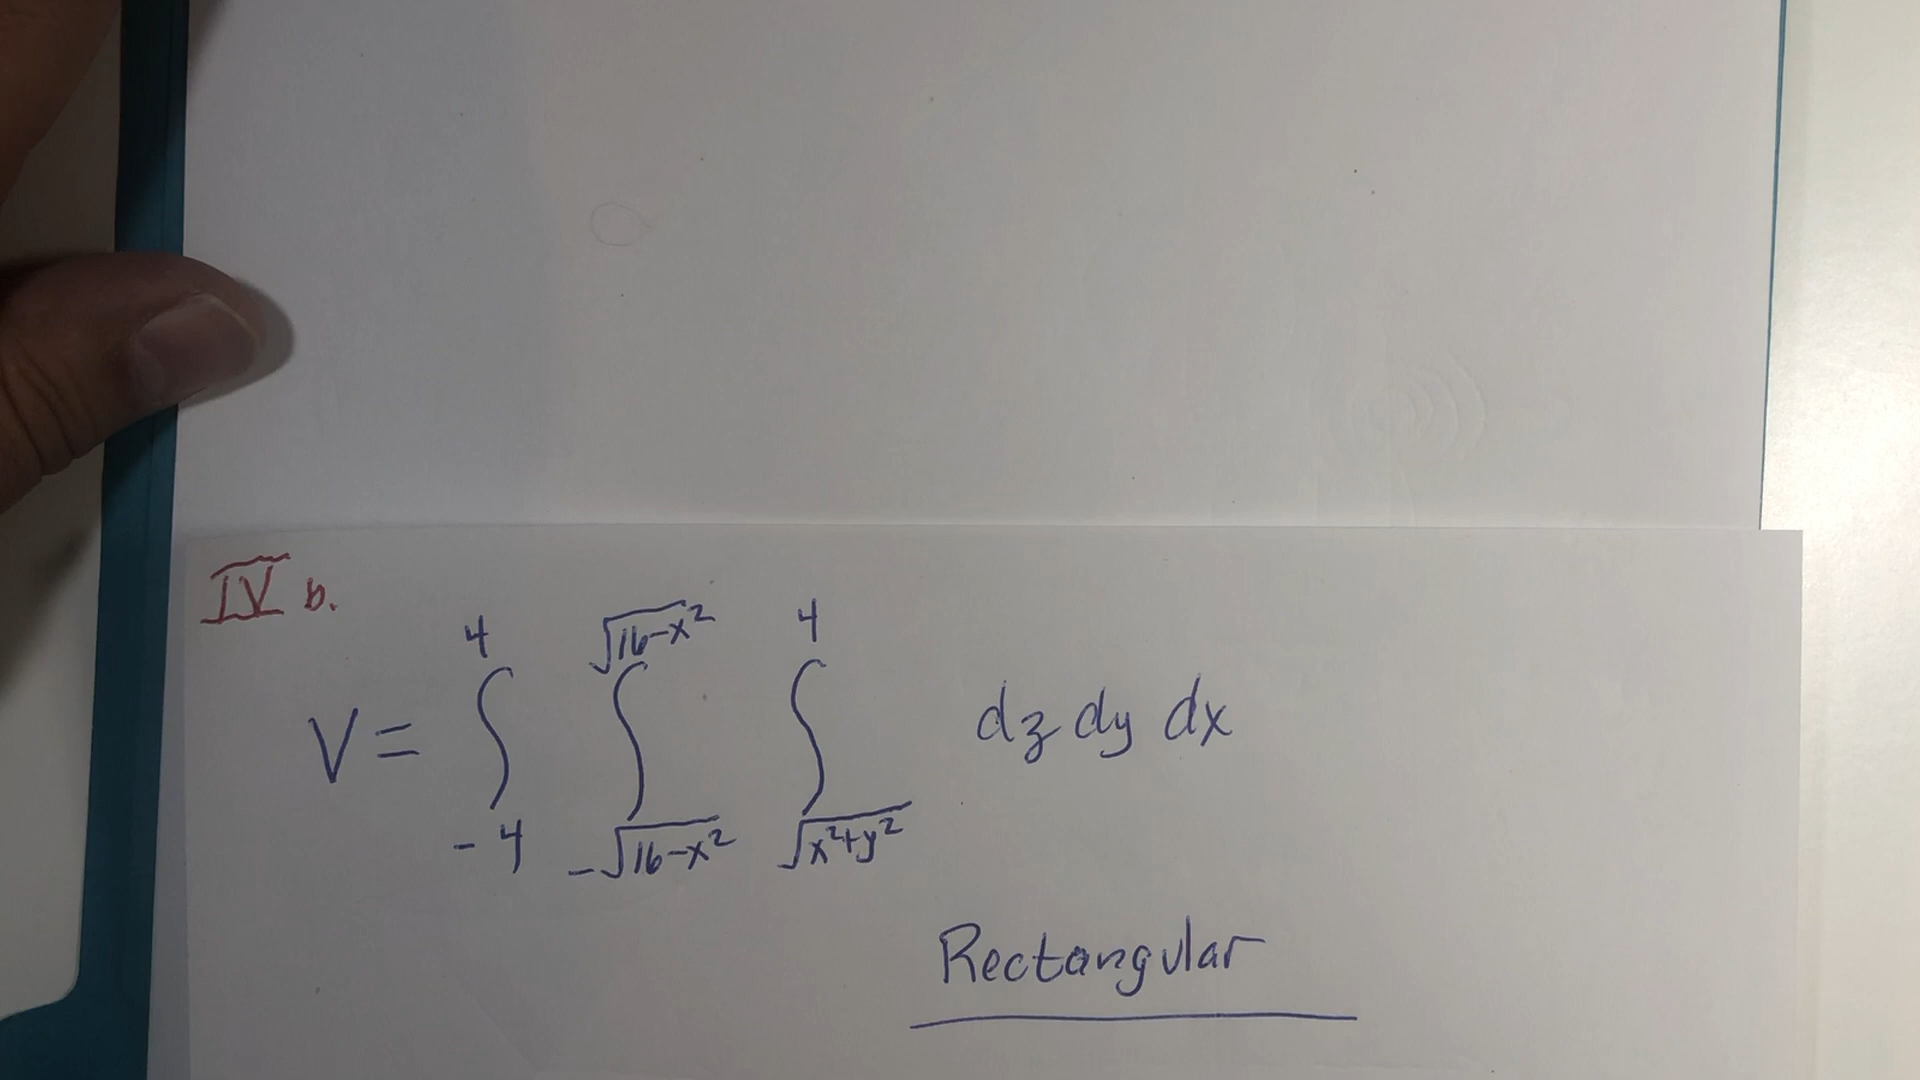 IV b.
V = ∫_{-4}^{4} ∫_{-√(16-x²)}^{√(16-x²)} ∫_{√(x²+y²)}^{4} dz dy dx
Rectangular